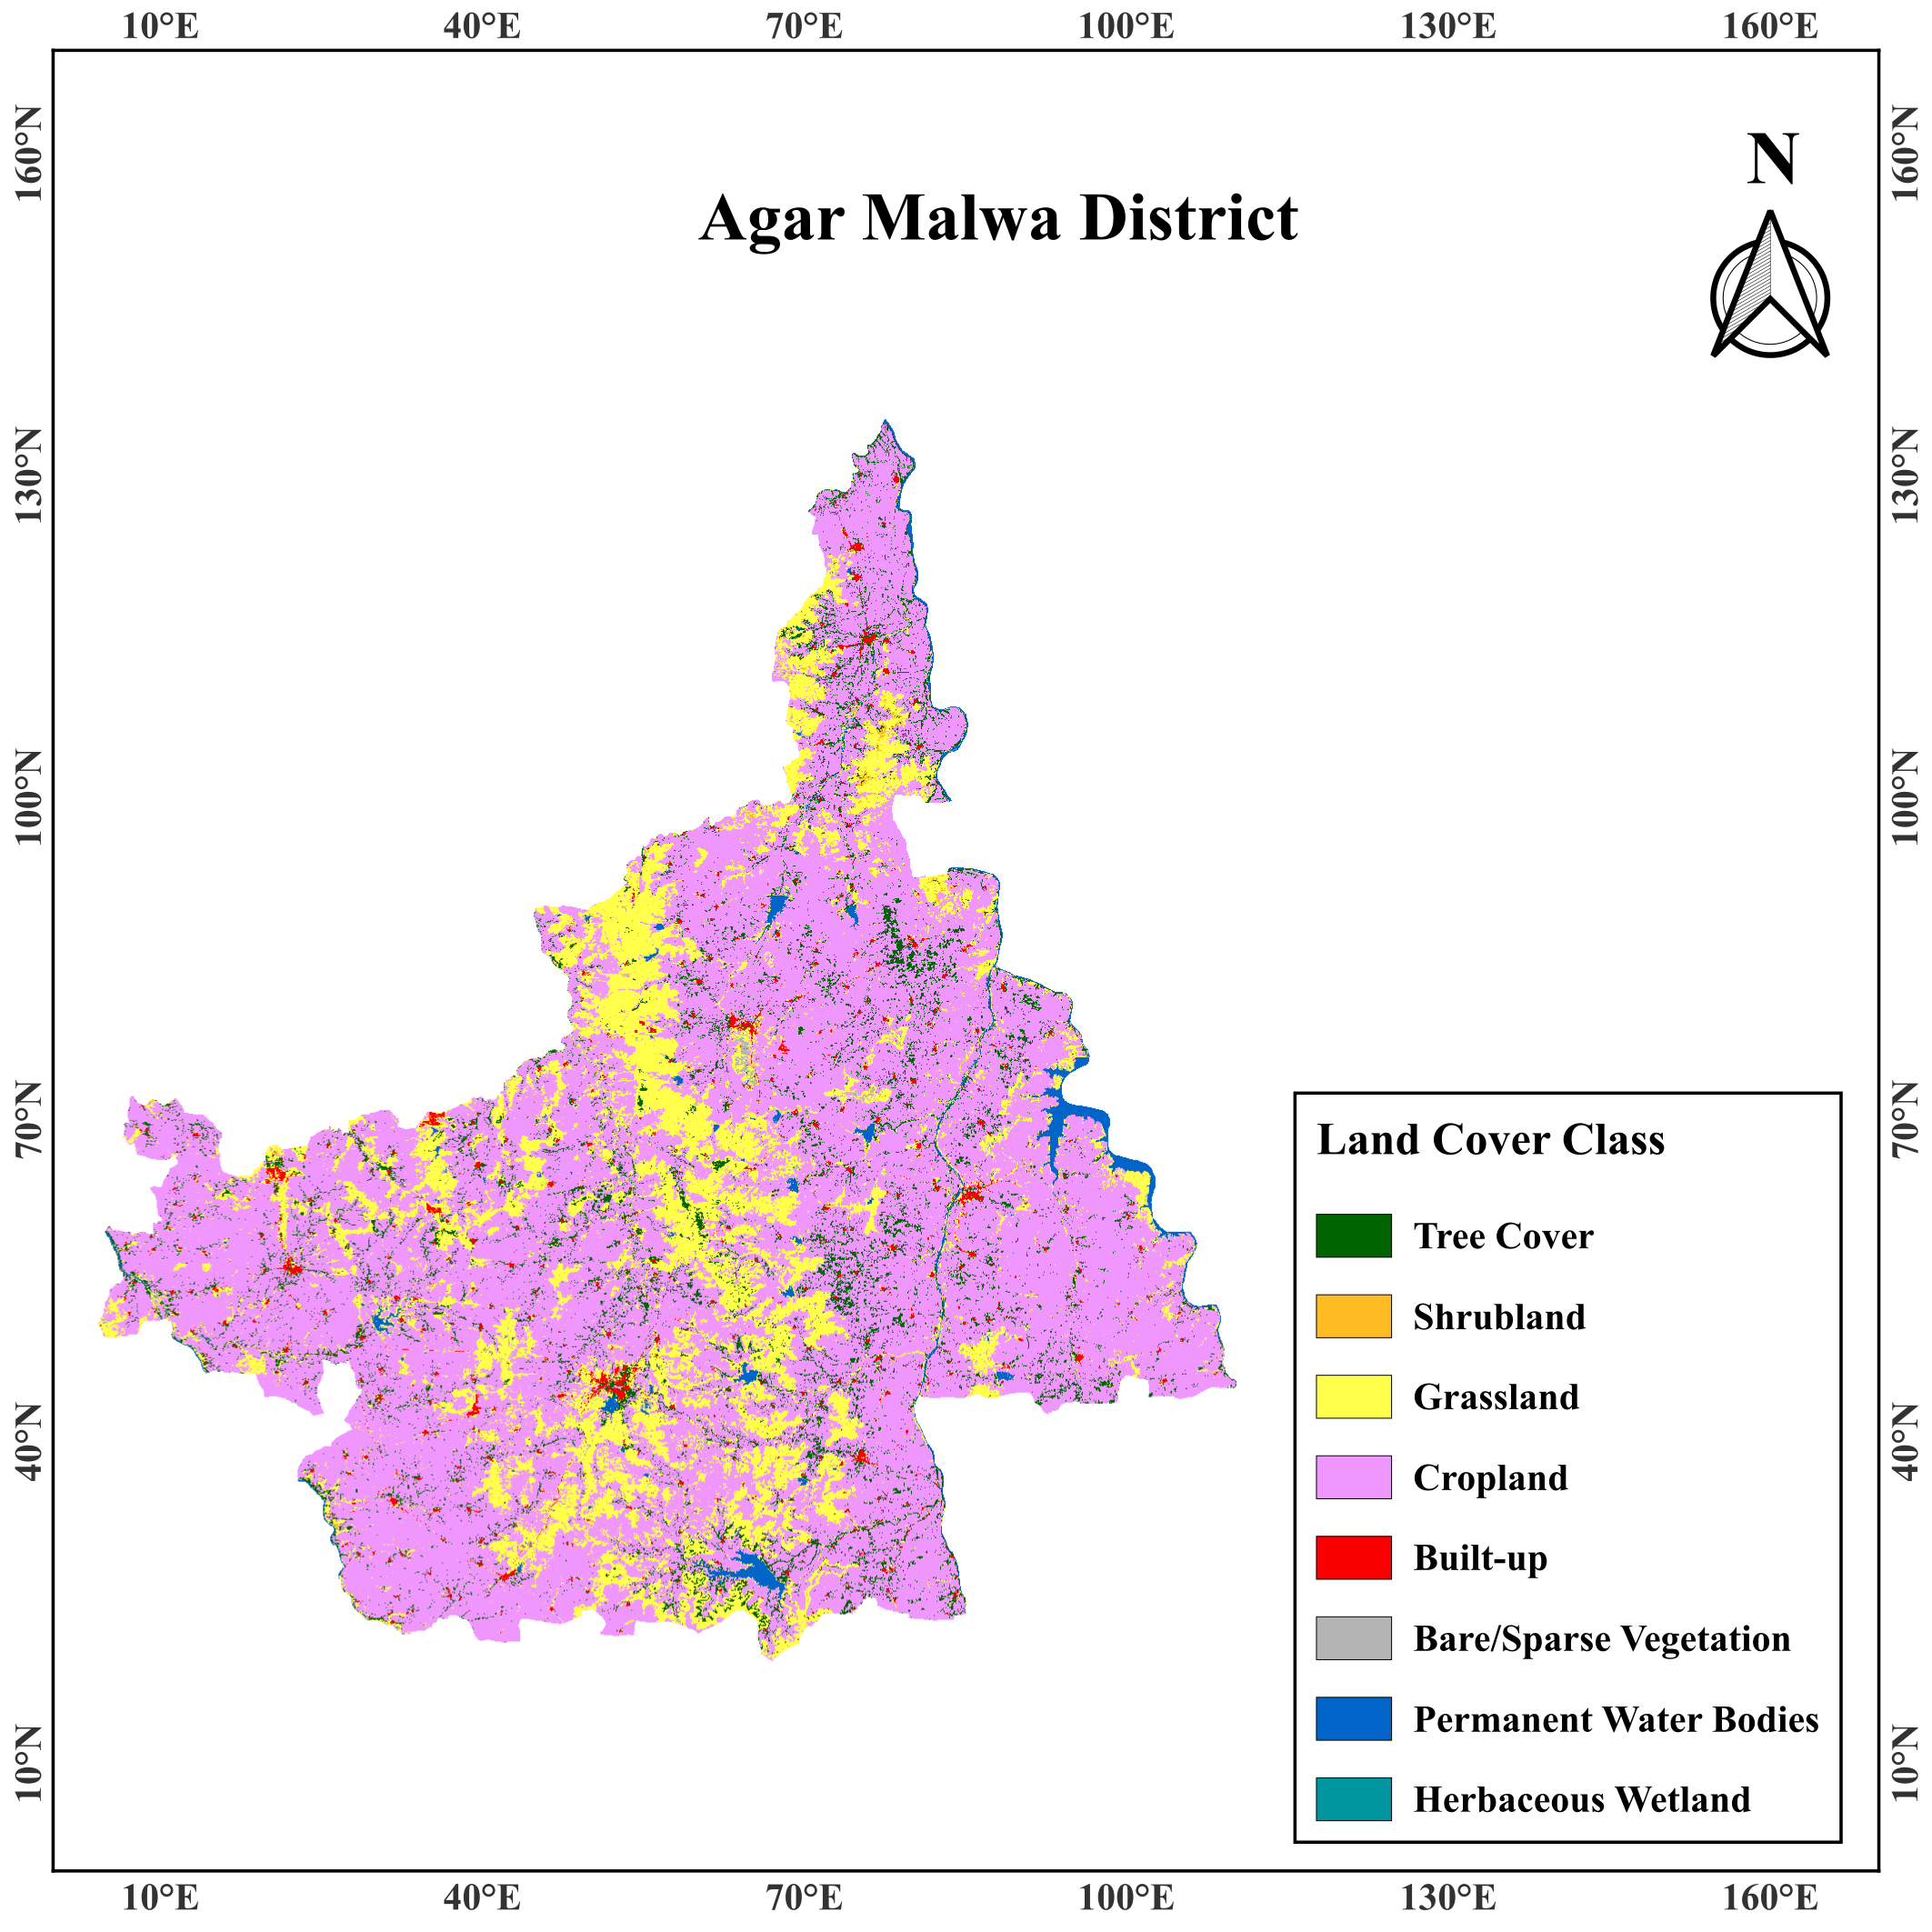 10°E 40°E 70°E 100°E 130°E 160°E
160°N 160°N
N
Agar Malwa District
130°N 130°N
100°N 100°N
70°N 70°N
Land Cover Class
Tree Cover
Shrubland
Grassland
40°N 40°N
Cropland
Built-up
Bare/Sparse Vegetation
Permanent Water Bodies
10°N 10°N
Herbaceous Wetland
10°E 40°E 70°E 100°E 130°E 160°E